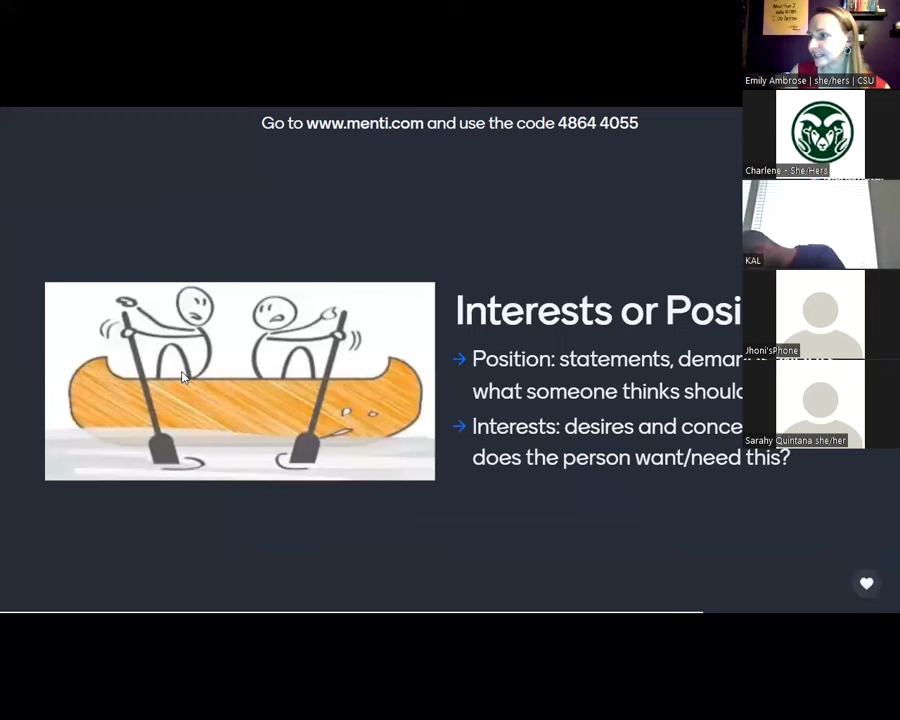 Go to www.menti.com and use the code 4864 4055
Interests or Posi
→ Position: statements, deman
what someone thinks should
→ Interests: desires and conce
does the person want/need this?
Emily Ambrose | she/hers | CSU
Charlene - She/Hers
KAL
Jhoni'sPhone
Sarahy Quintana she/her